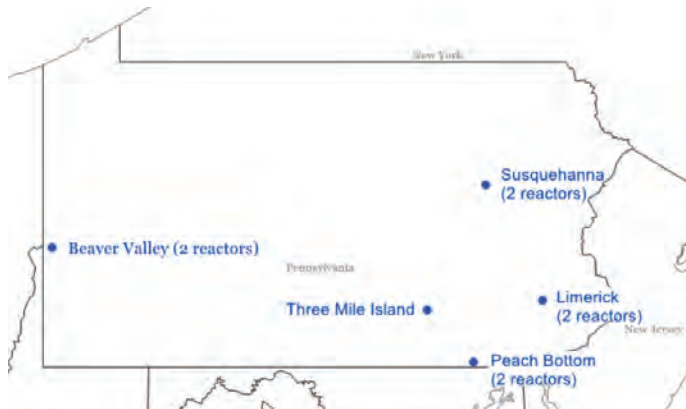 New York
Susquehanna
(2 reactors)
Beaver Valley (2 reactors)
Pennsylvania
Three Mile Island
Limerick
(2 reactors)
New Jersey
Peach Bottom
(2 reactors)